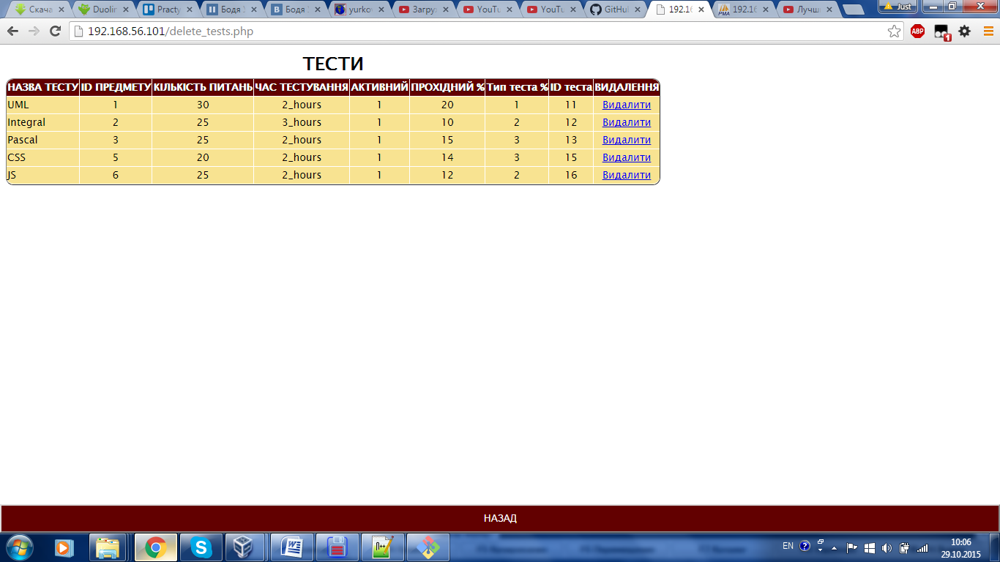 Скача Duolin Practy Бодя Бодя yurko Загру YouTu YouTu GitHul 192.16 192.16 Лучш Just
192.168.56.101/delete_tests.php ABP 1
ТЕСТИ
НАЗВА ТЕСТУ ID ПРЕДМЕТУ КІЛЬКІСТЬ ПИТАНЬ ЧАС ТЕСТУВАННЯ АКТИВНИЙ ПРОХІДНИЙ % Тип теста % ID теста ВИДАЛЕННЯ
UML 1 30 2_hours 1 20 1 11 Видалити
Integral 2 25 3_hours 1 10 2 12 Видалити
Pascal 3 25 2_hours 1 15 3 13 Видалити
CSS 5 20 2_hours 1 14 3 15 Видалити
JS 6 25 2_hours 1 12 2 16 Видалити
НАЗАД
EN 10:06
29.10.2015